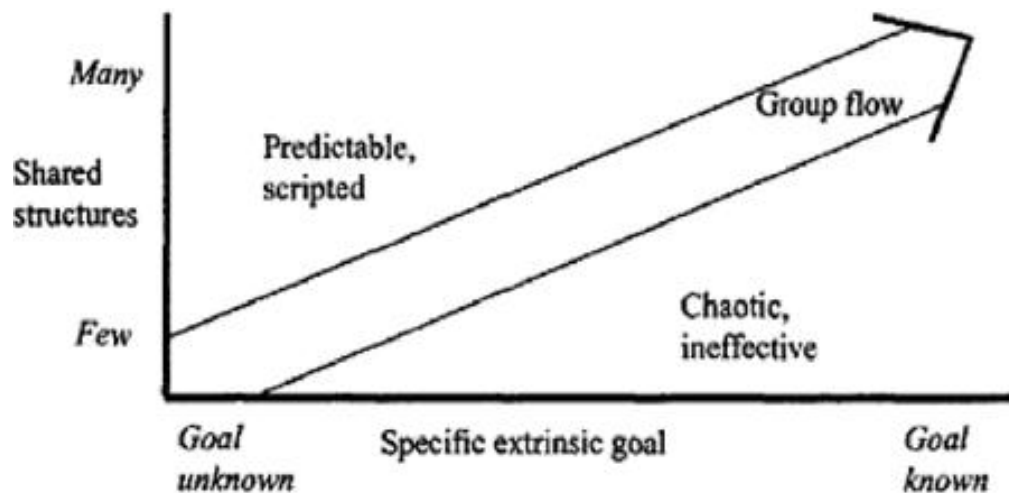 Many
Group flow
Predictable,
scripted
Shared
structures
Few
Chaotic,
ineffective
Goal
unknown
Specific extrinsic goal
Goal
known